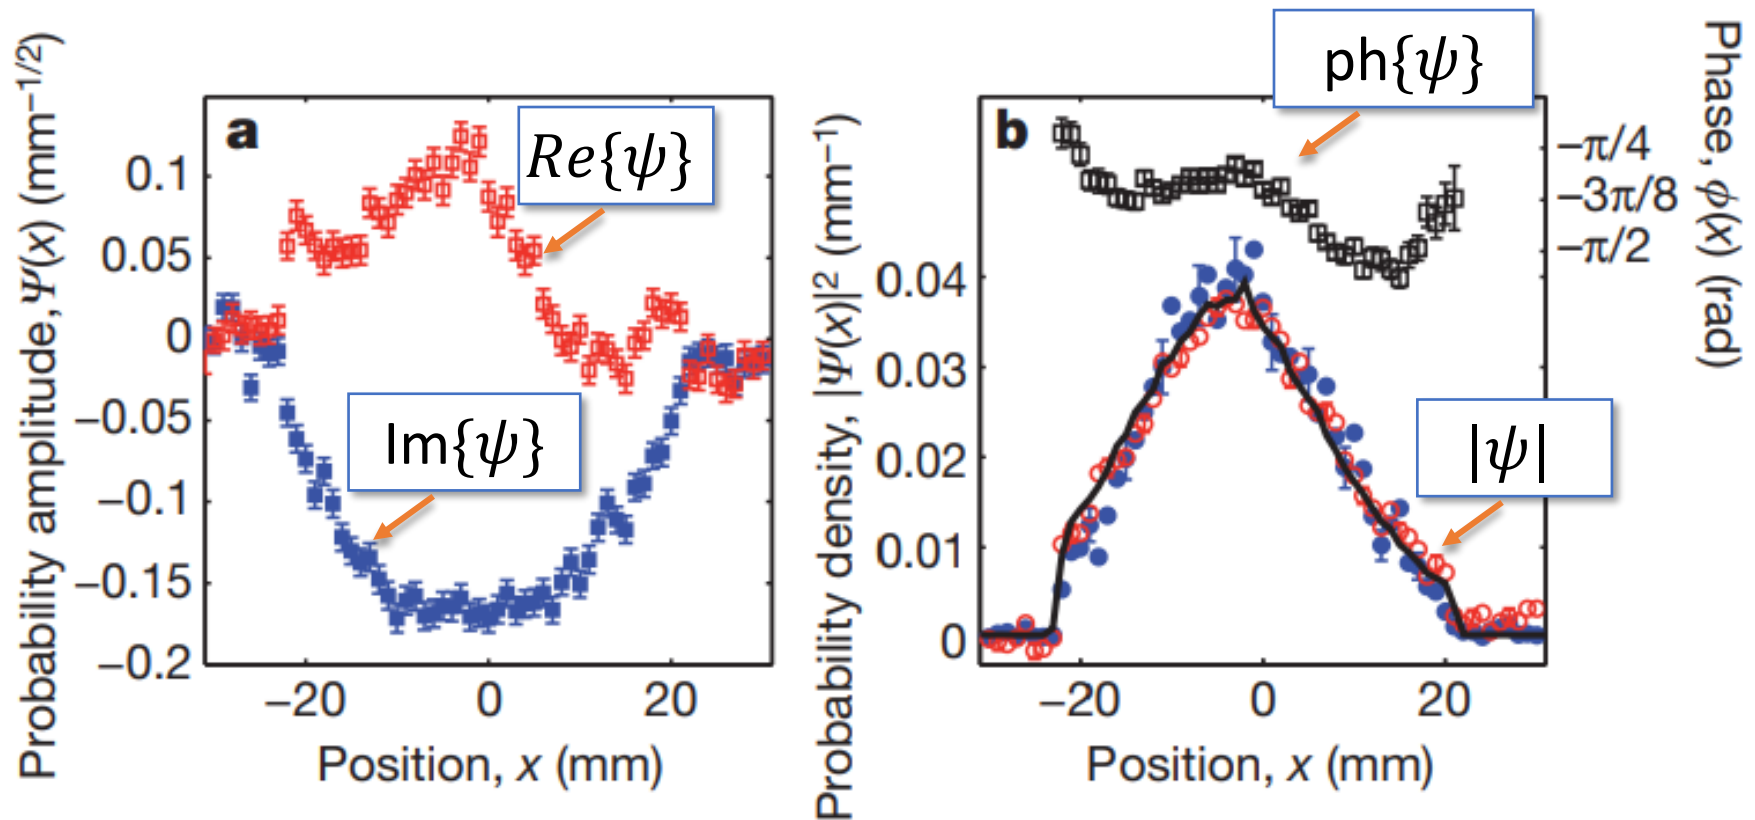 Probability amplitude, Ψ(x) (mm⁻¹/²)
a
Re{ψ}
Im{ψ}
0.1
0.05
0
−0.05
−0.1
−0.15
−0.2
−20 0 20
Position, x (mm)
Probability density, |Ψ(x)|² (mm⁻¹)
b
ph{ψ}
|ψ|
0.04
0.03
0.02
0.01
0
−20 0 20
Position, x (mm)
−π/4
−3π/8
−π/2
Phase, ϕ(x) (rad)